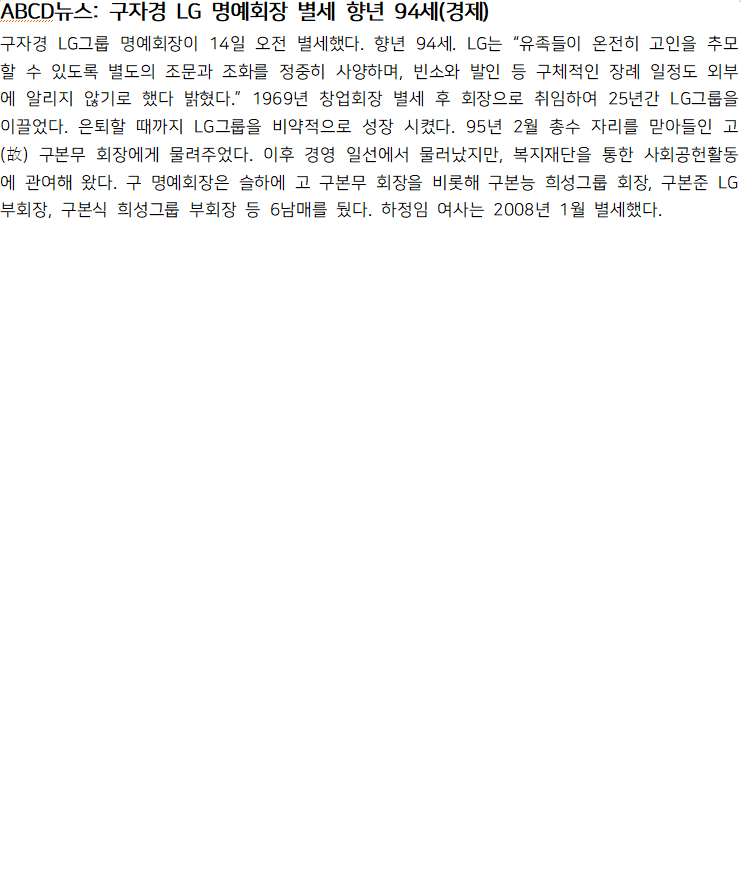 ABCD뉴스: 구자경 LG 명예회장 별세 향년 94세(경제)
구자경 LG그룹 명예회장이 14일 오전 별세했다. 향년 94세. LG는 “유족들이 온전히 고인을 추모
할 수 있도록 별도의 조문과 조화를 정중히 사양하며, 빈소와 발인 등 구체적인 장례 일정도 외부
에 알리지 않기로 했다 밝혔다.” 1969년 창업회장 별세 후 회장으로 취임하여 25년간 LG그룹을
이끌었다. 은퇴할 때까지 LG그룹을 비약적으로 성장 시켰다. 95년 2월 총수 자리를 맏아들인 고
(故) 구본무 회장에게 물려주었다. 이후 경영 일선에서 물러났지만, 복지재단을 통한 사회공헌활동
에 관여해 왔다. 구 명예회장은 슬하에 고 구본무 회장을 비롯해 구본능 희성그룹 회장, 구본준 LG
부회장, 구본식 희성그룹 부회장 등 6남매를 뒀다. 하정임 여사는 2008년 1월 별세했다.